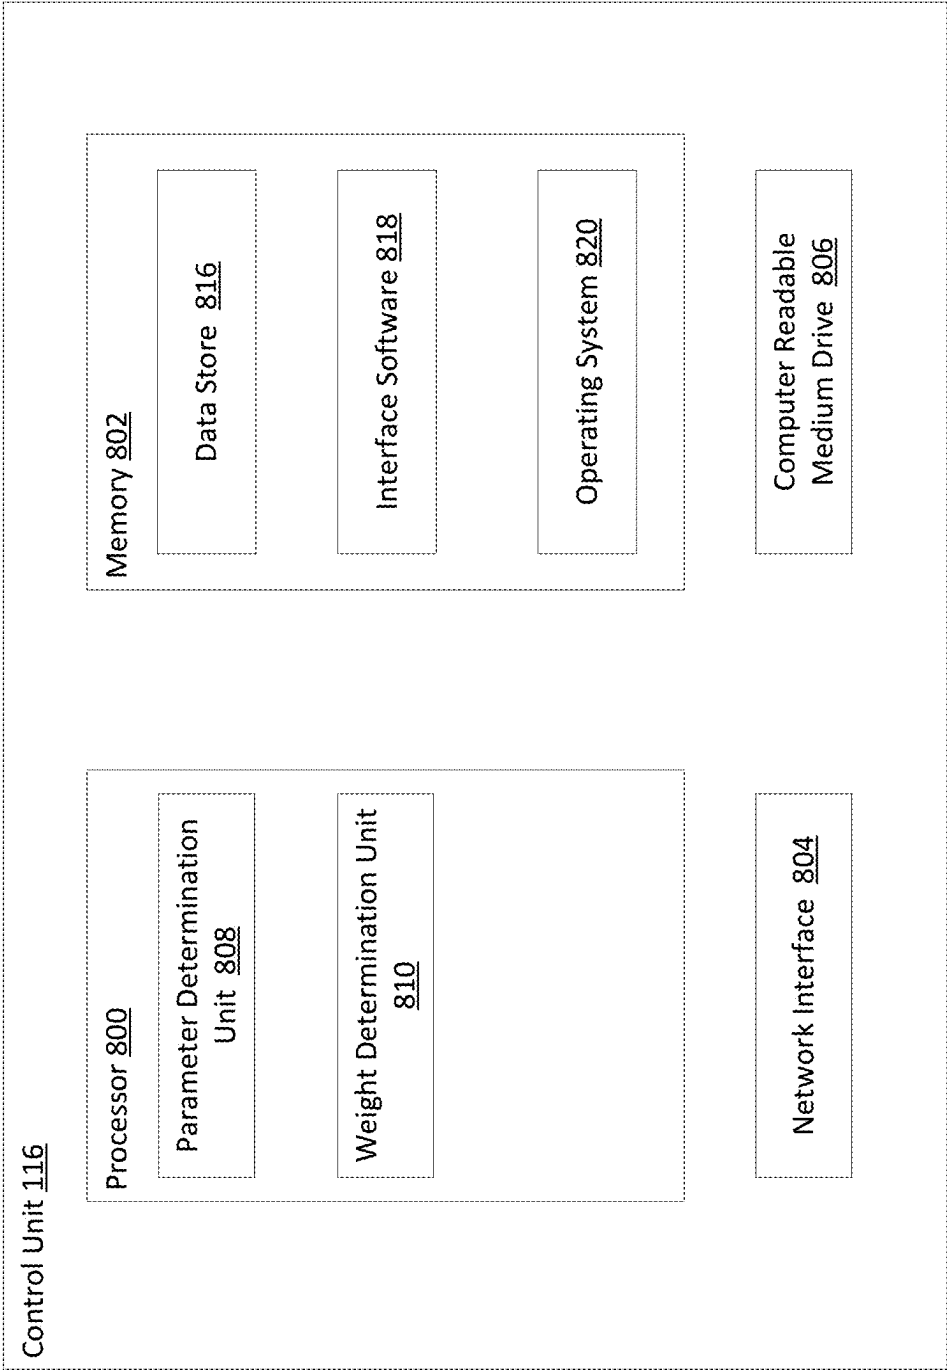 Control Unit 116
Processor 800
Parameter Determination
Unit 808
Weight Determination Unit
810
Network Interface 804
Memory 802
Data Store 816
Interface Software 818
Operating System 820
Computer Readable
Medium Drive 806